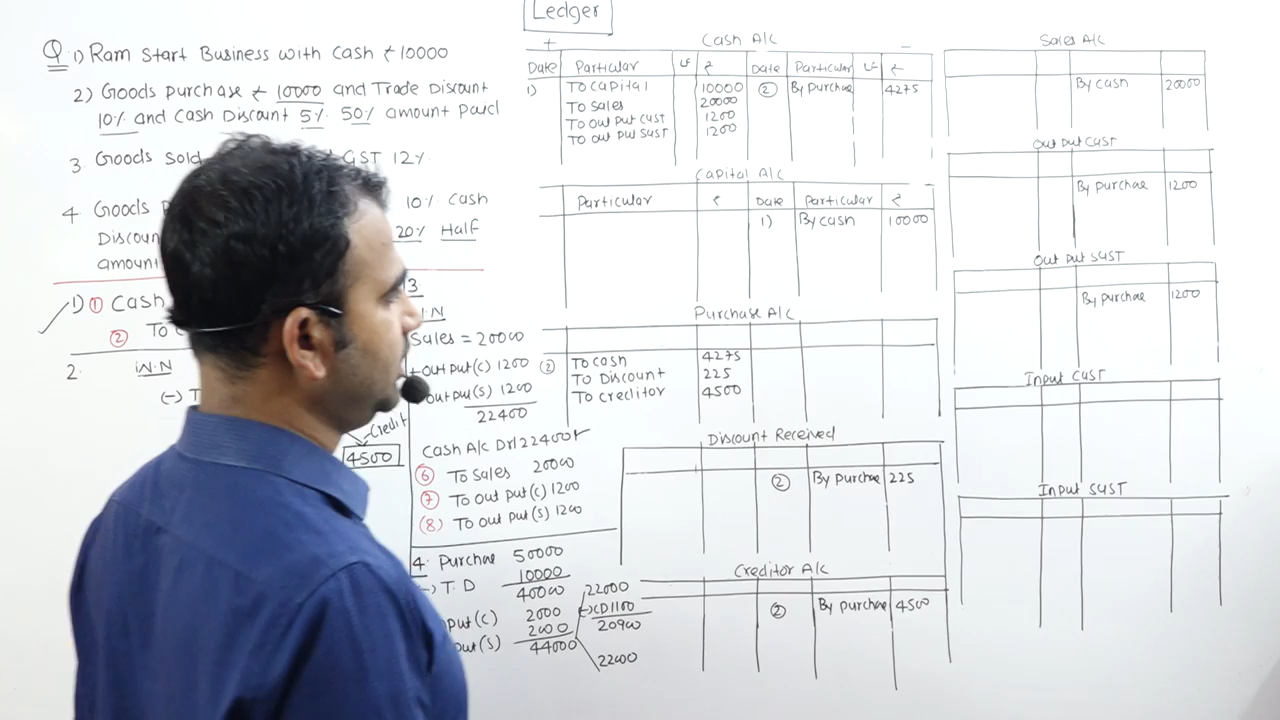 Ledger
Q 1) Ram Start Business with Cash ₹ 10000
2) Goods purchase ₹ 10000 and Trade Discount
10% and Cash Discount 5% 50% amount Paid
3. Goods Sold GST 12%
4. Goods 10% Cash
Discoun 20% Half
amount
1) ① Cash
② To C
2. W.N
(-) T
Credit
4500
3.
W.N
Sales = 20000
+ out put (C) 1200
out put (S) 1200
22400
Cash A/c Dr 22400
⑥ To Sales 20000
⑦ To out put (C) 1200
(8) To out put (S) 1200
4. Purchae 50000
(-) T.D 10000
40000
put (C) 2000
put (S) 2000
44000
22000
(-) CD 1100
20900
22000
Cash A/C
+ -
Date Particular LF ₹ Date Particular LF ₹
1) To Capital 10000 ② By Purchae 4275
To Sales 20000
To out put CGST 1200
To out put SGST 1200
Capital A/C
Particular ₹ Date Particular ₹
1) By Cash 10000
Purchase A/C
② To Cash 4275
To Discount 225
To creditor 4500
Discount Received
② By Purchae 225
Creditor A/C
② By Purchae 4500
Sales A/C
By Cash 20000
Out Put CGST
By Purchae 1200
Out Put SGST
By Purchae 1200
Input CGST
Input SGST